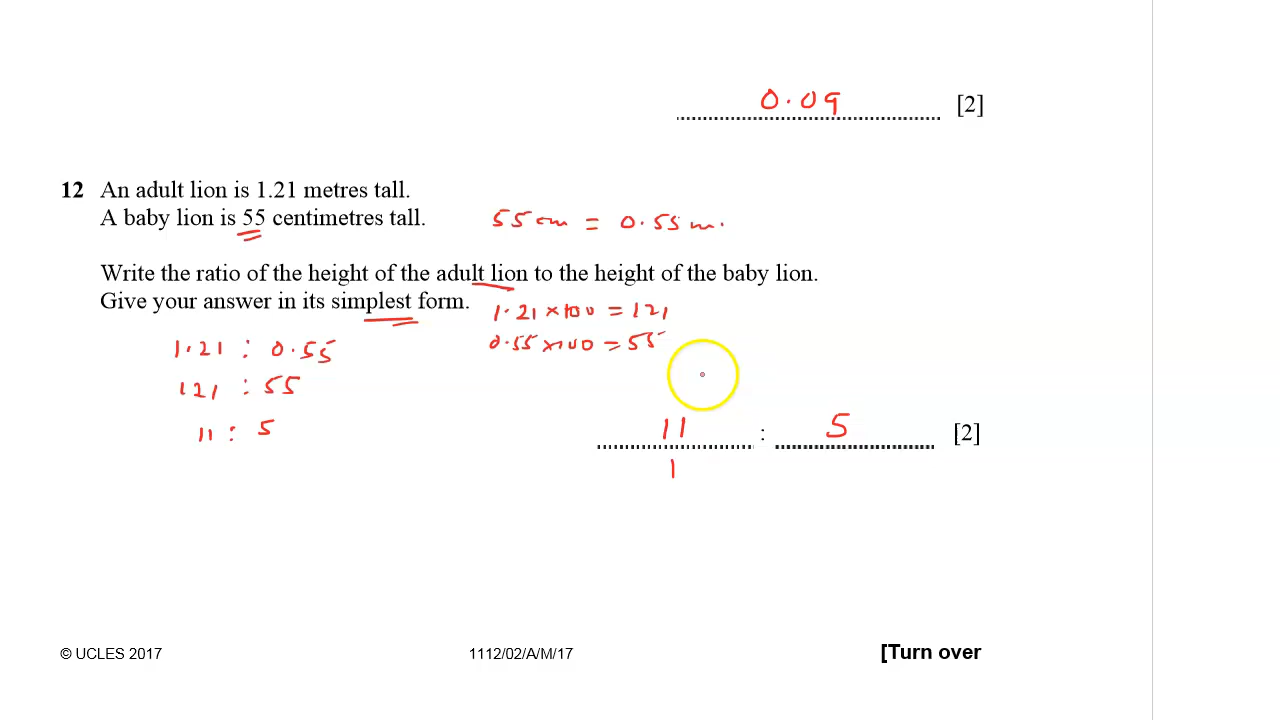 0.09 [2]
12 An adult lion is 1.21 metres tall.
A baby lion is 55 centimetres tall. 55cm = 0.55 m.
Write the ratio of the height of the adult lion to the height of the baby lion.
Give your answer in its simplest form.
1.21 × 100 = 121
0.55 × 100 = 55
1.21 : 0.55
121 : 55
11 : 5
11 : 5 [2]
1
© UCLES 2017 1112/02/A/M/17 [Turn over